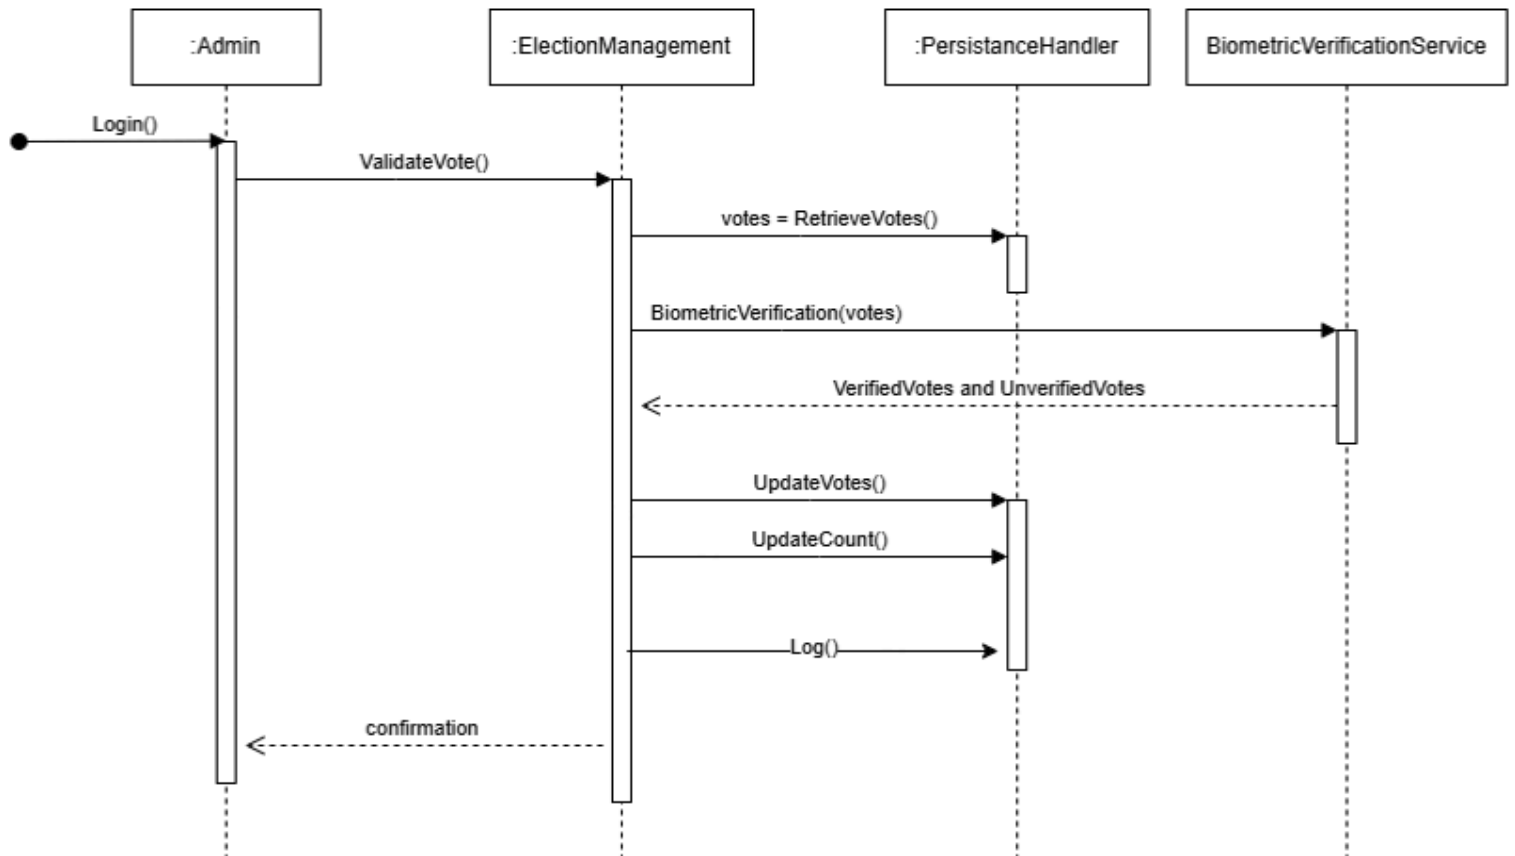 :Admin
:ElectionManagement
:PersistanceHandler
BiometricVerificationService
Login()
ValidateVote()
votes = RetrieveVotes()
BiometricVerification(votes)
VerifiedVotes and UnverifiedVotes
UpdateVotes()
UpdateCount()
Log()
confirmation